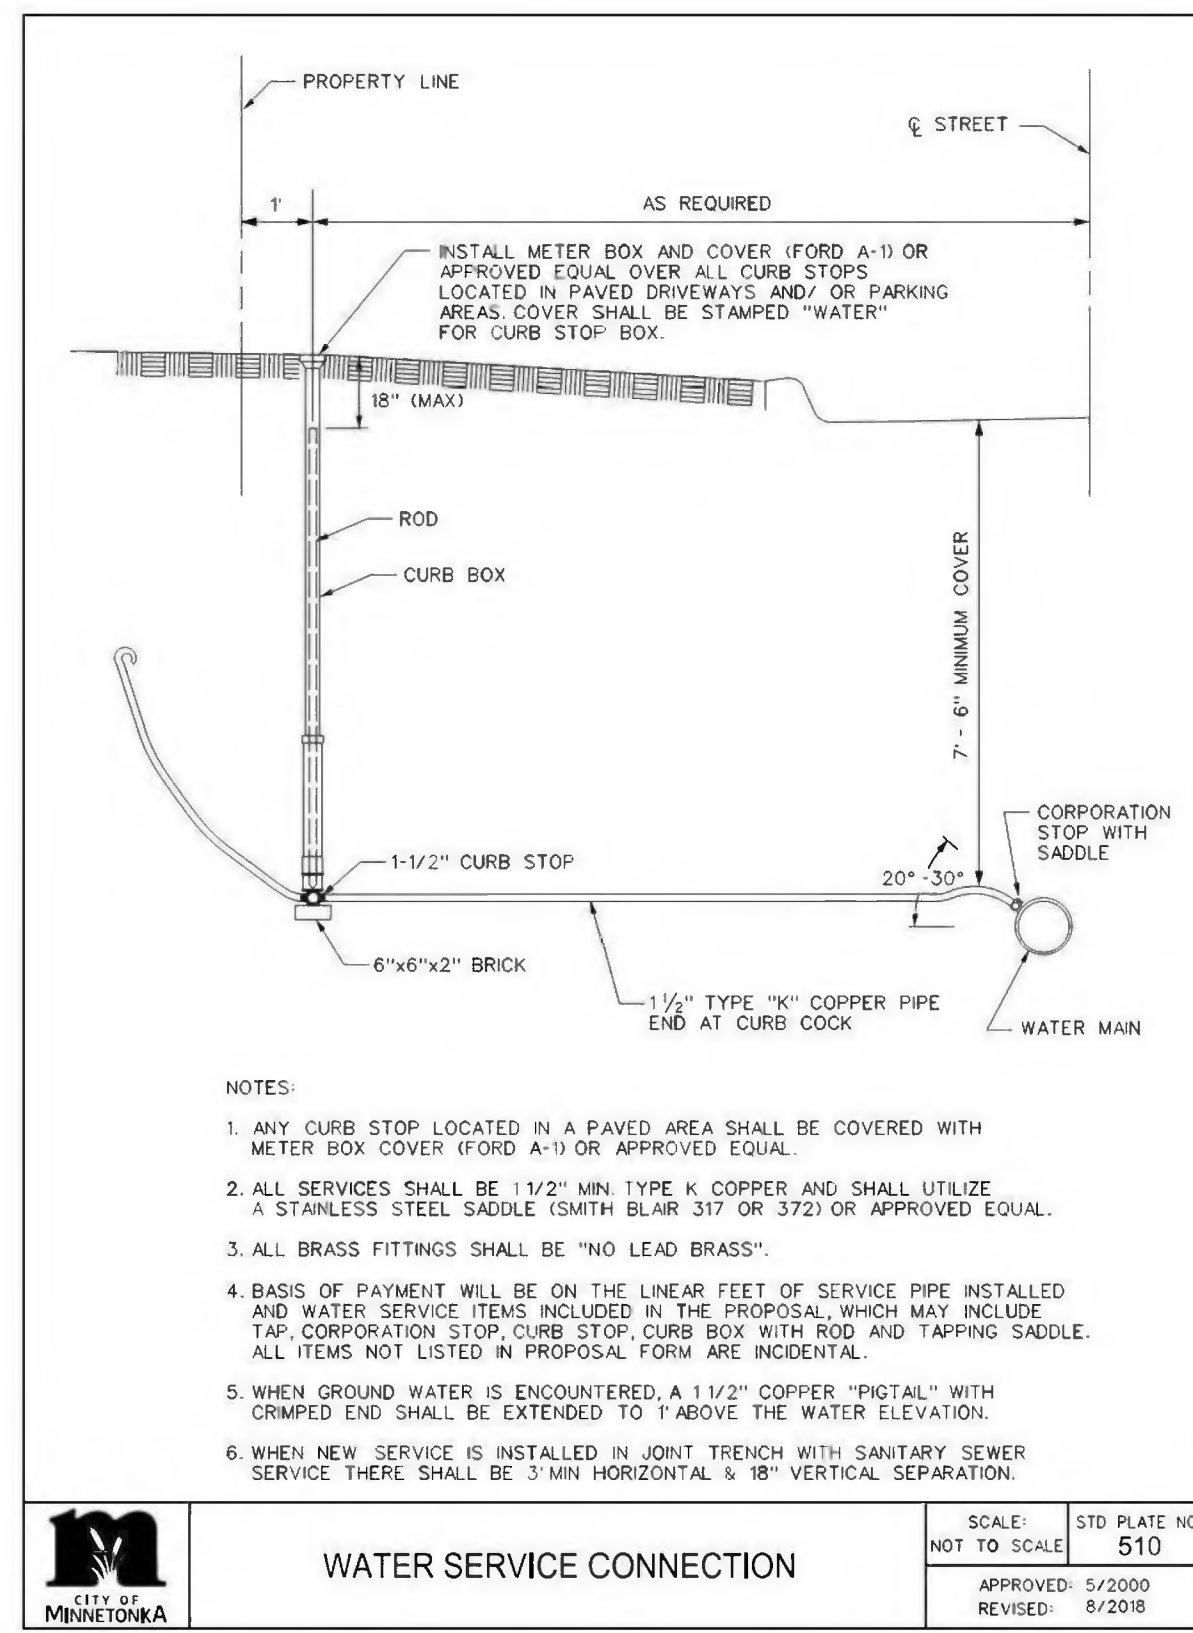 PROPERTY LINE
℄ STREET
1'
AS REQUIRED
INSTALL METER BOX AND COVER (FORD A-1) OR
APPROVED EQUAL OVER ALL CURB STOPS
LOCATED IN PAVED DRIVEWAYS AND/ OR PARKING
AREAS. COVER SHALL BE STAMPED "WATER"
FOR CURB STOP BOX.
18" (MAX)
ROD
CURB BOX
7' - 6" MINIMUM COVER
CORPORATION
STOP WITH
SADDLE
1-1/2" CURB STOP
20° -30°
6"x6"x2" BRICK
1 1/2" TYPE "K" COPPER PIPE
END AT CURB COCK
WATER MAIN
NOTES:
1. ANY CURB STOP LOCATED IN A PAVED AREA SHALL BE COVERED WITH
METER BOX COVER (FORD A-1) OR APPROVED EQUAL.
2. ALL SERVICES SHALL BE 1 1/2" MIN. TYPE K COPPER AND SHALL UTILIZE
A STAINLESS STEEL SADDLE (SMITH BLAIR 317 OR 372) OR APPROVED EQUAL.
3. ALL BRASS FITTINGS SHALL BE "NO LEAD BRASS".
4. BASIS OF PAYMENT WILL BE ON THE LINEAR FEET OF SERVICE PIPE INSTALLED
AND WATER SERVICE ITEMS INCLUDED IN THE PROPOSAL, WHICH MAY INCLUDE
TAP, CORPORATION STOP, CURB STOP, CURB BOX WITH ROD AND TAPPING SADDLE.
ALL ITEMS NOT LISTED IN PROPOSAL FORM ARE INCIDENTAL.
5. WHEN GROUND WATER IS ENCOUNTERED, A 1 1/2" COPPER "PIGTAIL" WITH
CRIMPED END SHALL BE EXTENDED TO 1' ABOVE THE WATER ELEVATION.
6. WHEN NEW SERVICE IS INSTALLED IN JOINT TRENCH WITH SANITARY SEWER
SERVICE THERE SHALL BE 3' MIN HORIZONTAL & 18" VERTICAL SEPARATION.
m
CITY OF
MINNETONKA
WATER SERVICE CONNECTION
SCALE:
NOT TO SCALE
STD PLATE NO
510
APPROVED: 5/2000
REVISED: 8/2018